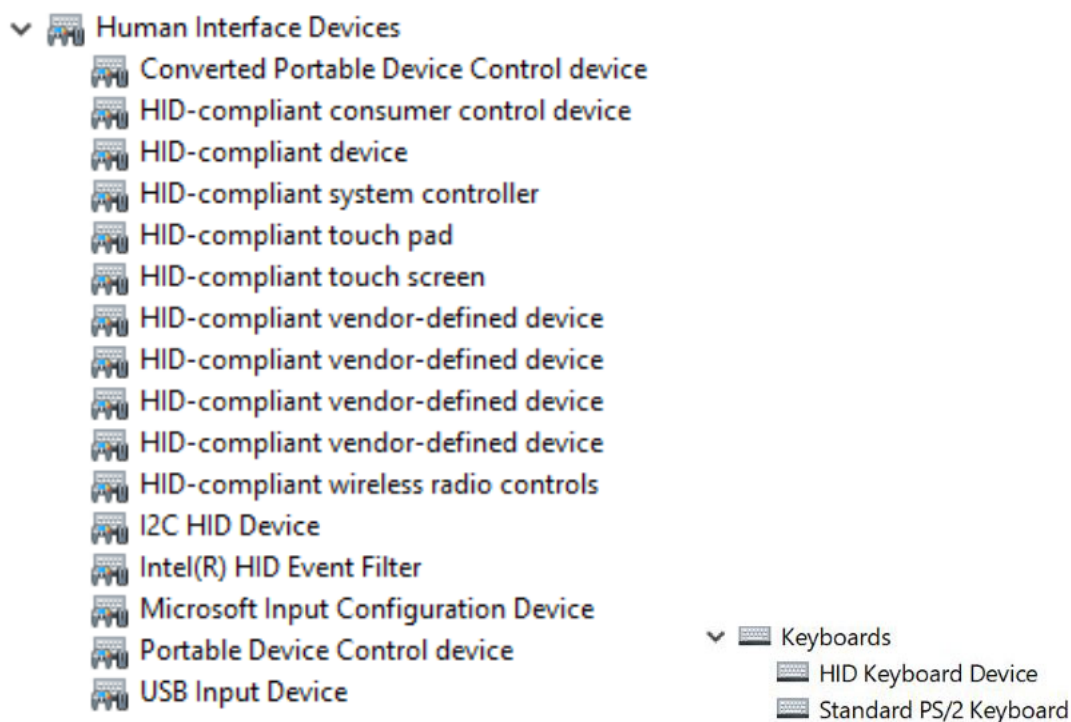 Human Interface Devices
Converted Portable Device Control device
HID-compliant consumer control device
HID-compliant device
HID-compliant system controller
HID-compliant touch pad
HID-compliant touch screen
HID-compliant vendor-defined device
HID-compliant vendor-defined device
HID-compliant vendor-defined device
HID-compliant vendor-defined device
HID-compliant wireless radio controls
I2C HID Device
Intel(R) HID Event Filter
Microsoft Input Configuration Device
Portable Device Control device
USB Input Device
Keyboards
HID Keyboard Device
Standard PS/2 Keyboard